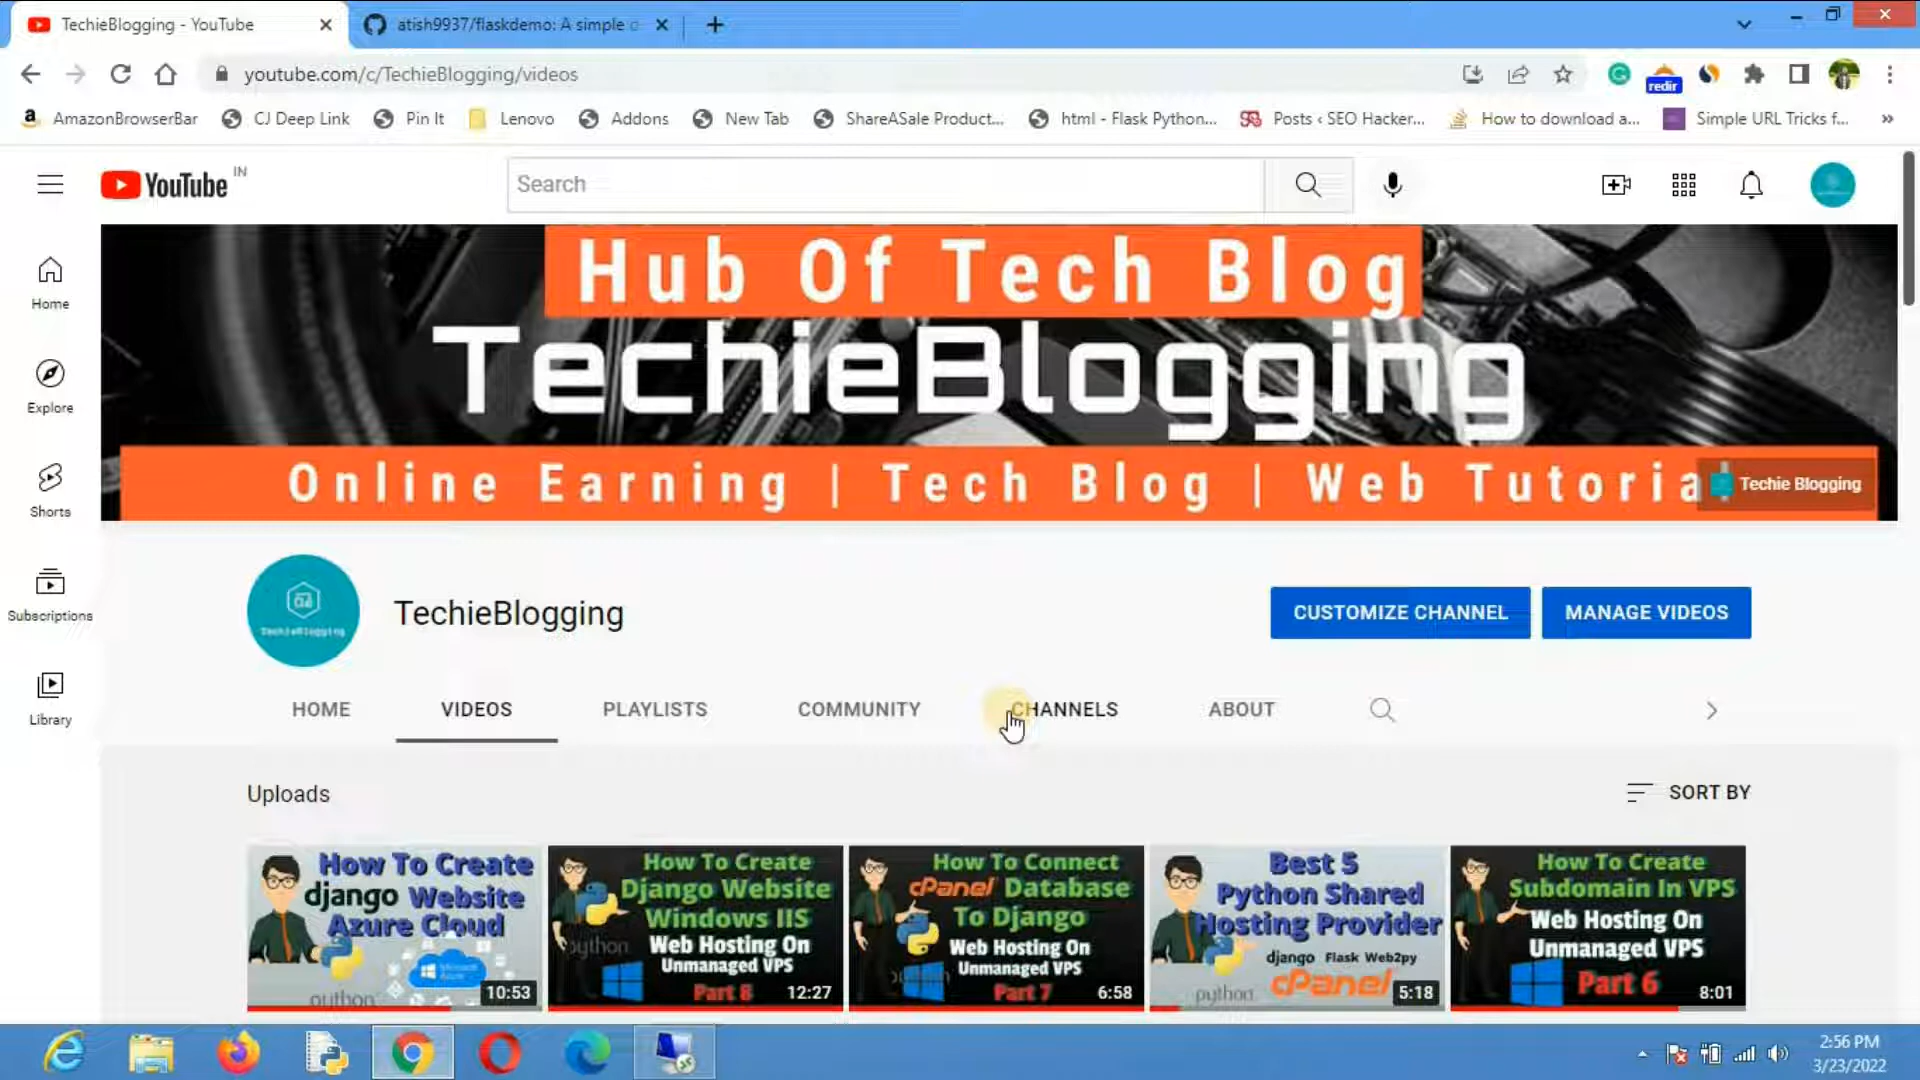 TechieBlogging - YouTube
atish9937/flaskdemo: A simple c
youtube.com/c/TechieBlogging/videos
redir
AmazonBrowserBar
CJ Deep Link
Pin It
Lenovo
Addons
New Tab
ShareASale Product...
html - Flask Python...
Posts ‹ SEO Hacker...
How to download a...
Simple URL Tricks f...
»
YouTube IN
Search
Home
Explore
Shorts
Subscriptions
Library
Hub Of Tech Blog
TechieBlogging
Online Earning | Tech Blog | Web Tutoria
Techie Blogging
TechieBlogging
TechieBlogging
CUSTOMIZE CHANNEL
MANAGE VIDEOS
HOME
VIDEOS
PLAYLISTS
COMMUNITY
CHANNELS
ABOUT
Uploads
SORT BY
How To Create
django Website
Azure Cloud
python
10:53
How To Create
Django Website
Windows IIS
python
Web Hosting On
Unmanaged VPS
Part 8
12:27
How To Connect
cPanel Database
To Django
Web Hosting On
Unmanaged VPS
Part 7
6:58
Best 5
Python Shared
Hosting Provider
django Flask Web2py
python
cPanel
5:18
How To Create
Subdomain In VPS
Web Hosting On
Unmanaged VPS
Part 6
8:01
2:56 PM
3/23/2022